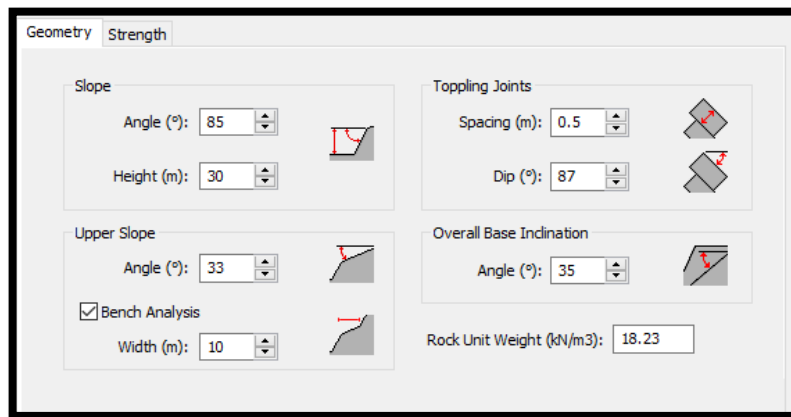 Geometry Strength
Slope
Angle (°): 85
Height (m): 30
Upper Slope
Angle (°): 33
Bench Analysis
Width (m): 10
Toppling Joints
Spacing (m): 0.5
Dip (°): 87
Overall Base Inclination
Angle (°): 35
Rock Unit Weight (kN/m3): 18.23